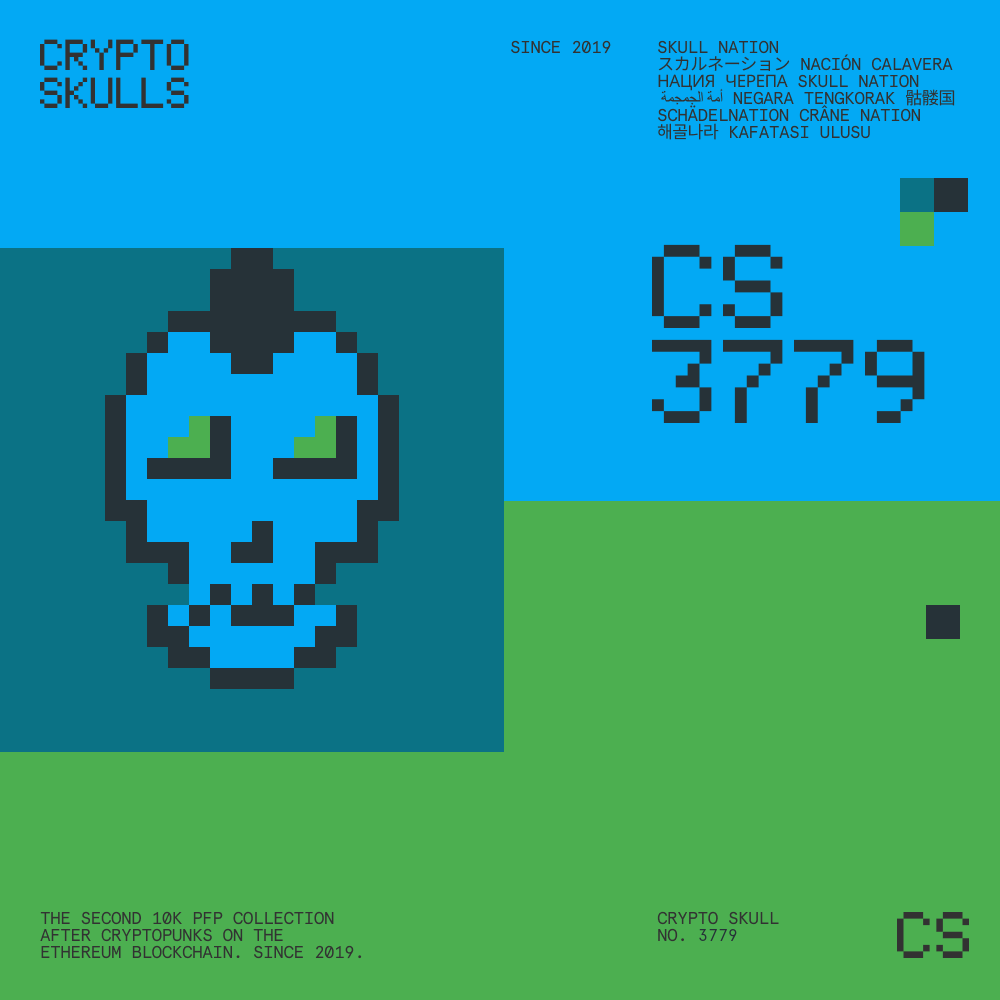 CRYPTO
SKULLS
SINCE 2019
SKULL NATION
スカルネーション NACIÓN CALAVERA
НАЦИЯ ЧЕРЕПА SKULL NATION
أمة الجمجمة NEGARA TENGKORAK 骷髅国
SCHÄDELNATION CRÂNE NATION
해골나라 KAFATASI ULUSU
CS
3779
THE SECOND 10K PFP COLLECTION
AFTER CRYPTOPUNKS ON THE
ETHEREUM BLOCKCHAIN. SINCE 2019.
CRYPTO SKULL
NO. 3779
CS